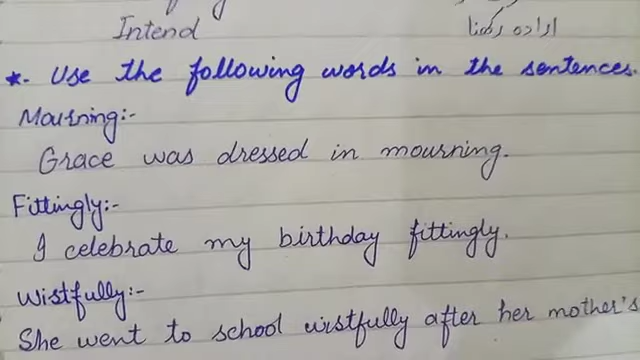 Intend ارادہ رکھنا
*. Use the following words in the sentences.
Mourning:-
Grace was dressed in mourning.
Fittingly:-
I celebrate my birthday fittingly.
Wistfully:-
She went to school wistfully after her mother's